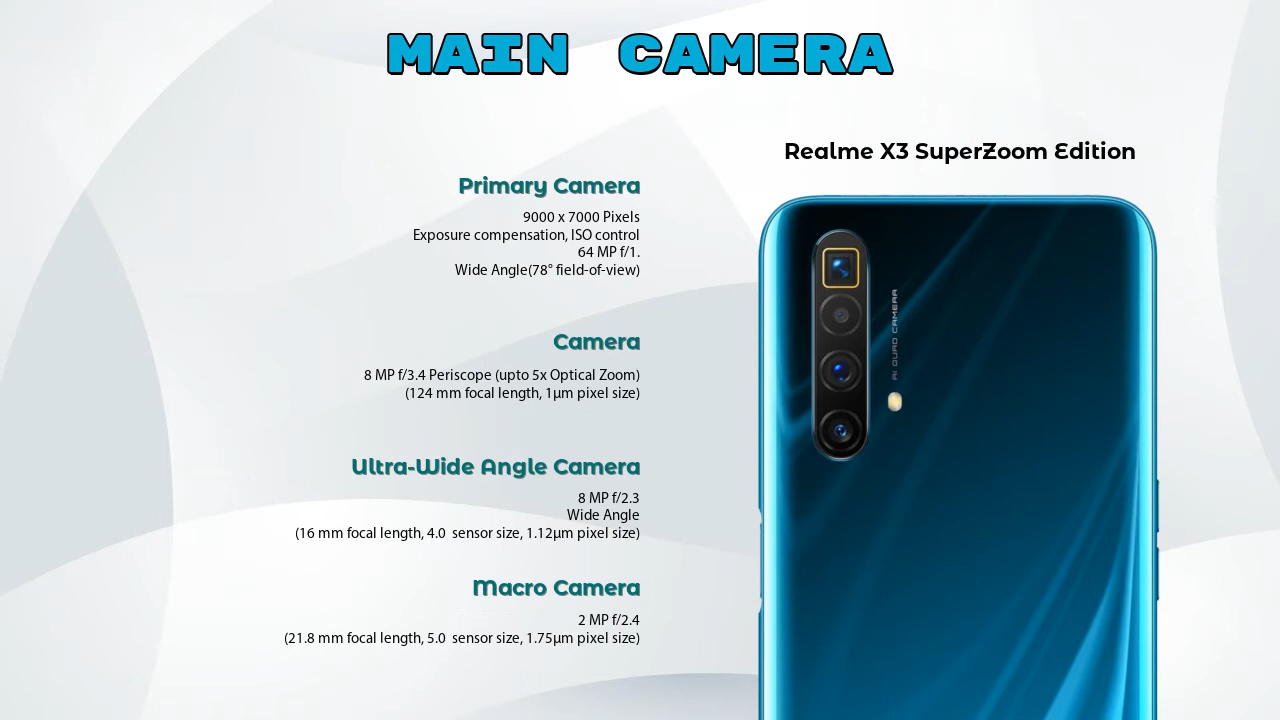 MAIN CAMERA
Realme X3 SuperZoom Edition
Primary Camera
9000 x 7000 Pixels
Exposure compensation, ISO control
64 MP f/1.
Wide Angle(78° field-of-view)
Camera
8 MP f/3.4 Periscope (upto 5x Optical Zoom)
(124 mm focal length, 1µm pixel size)
Ultra-Wide Angle Camera
8 MP f/2.3
Wide Angle
(16 mm focal length, 4.0 sensor size, 1.12µm pixel size)
Macro Camera
2 MP f/2.4
(21.8 mm focal length, 5.0 sensor size, 1.75µm pixel size)
AI QUAD CAMERA